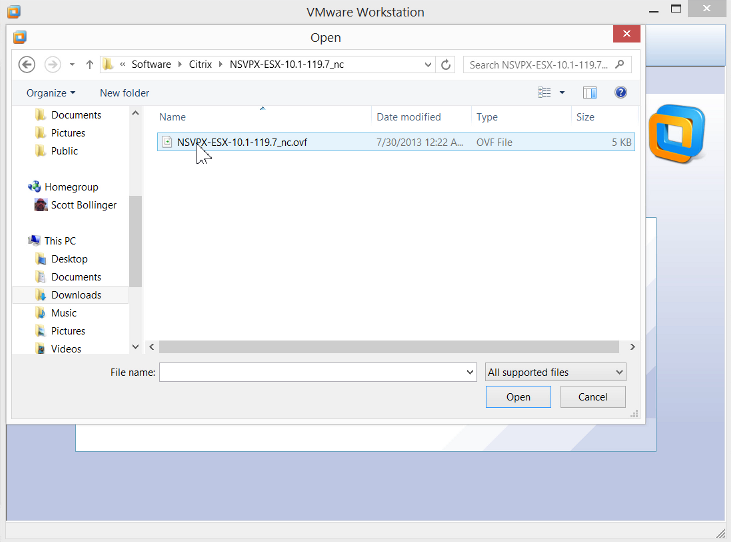 VMware Workstation
Open
« Software Citrix NSVPX-ESX-10.1-119.7_nc Search NSVPX-ESX-10.1-119.7...
Organize New folder
Name Date modified Type Size
NSVPX-ESX-10.1-119.7_nc.ovf 7/30/2013 12:22 A... OVF File 5 KB
Documents
Pictures
Public
Homegroup
Scott Bollinger
This PC
Desktop
Documents
Downloads
Music
Pictures
Videos
File name: All supported files
Open Cancel